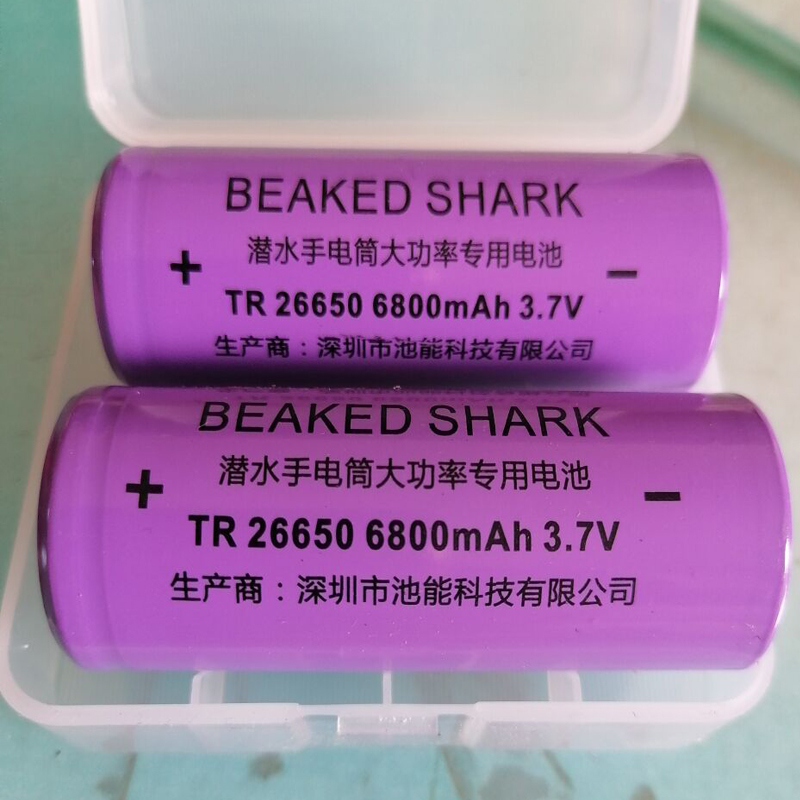 BEAKED SHARK
潜水手电筒大功率专用电池
+ −
TR 26650 6800mAh 3.7V
生产商：深圳市池能科技有限公司
BEAKED SHARK
潜水手电筒大功率专用电池
+ −
TR 26650 6800mAh 3.7V
生产商：深圳市池能科技有限公司